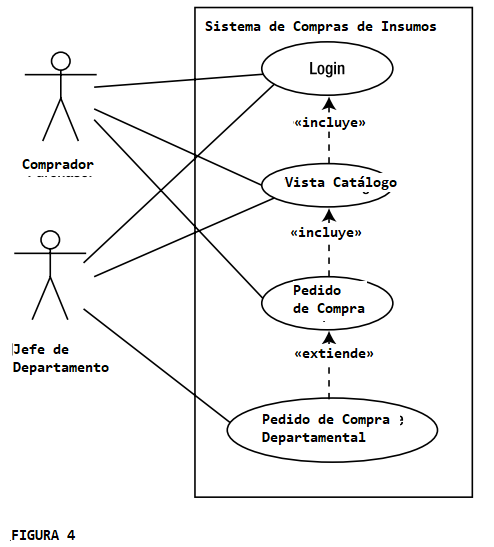 Sistema de Compras de Insumos
Login
«incluye»
Comprador
Vista Catálogo
«incluye»
Pedido
de Compra
Jefe de
Departamento
«extiende»
Pedido de Compra
Departamental
FIGURA 4